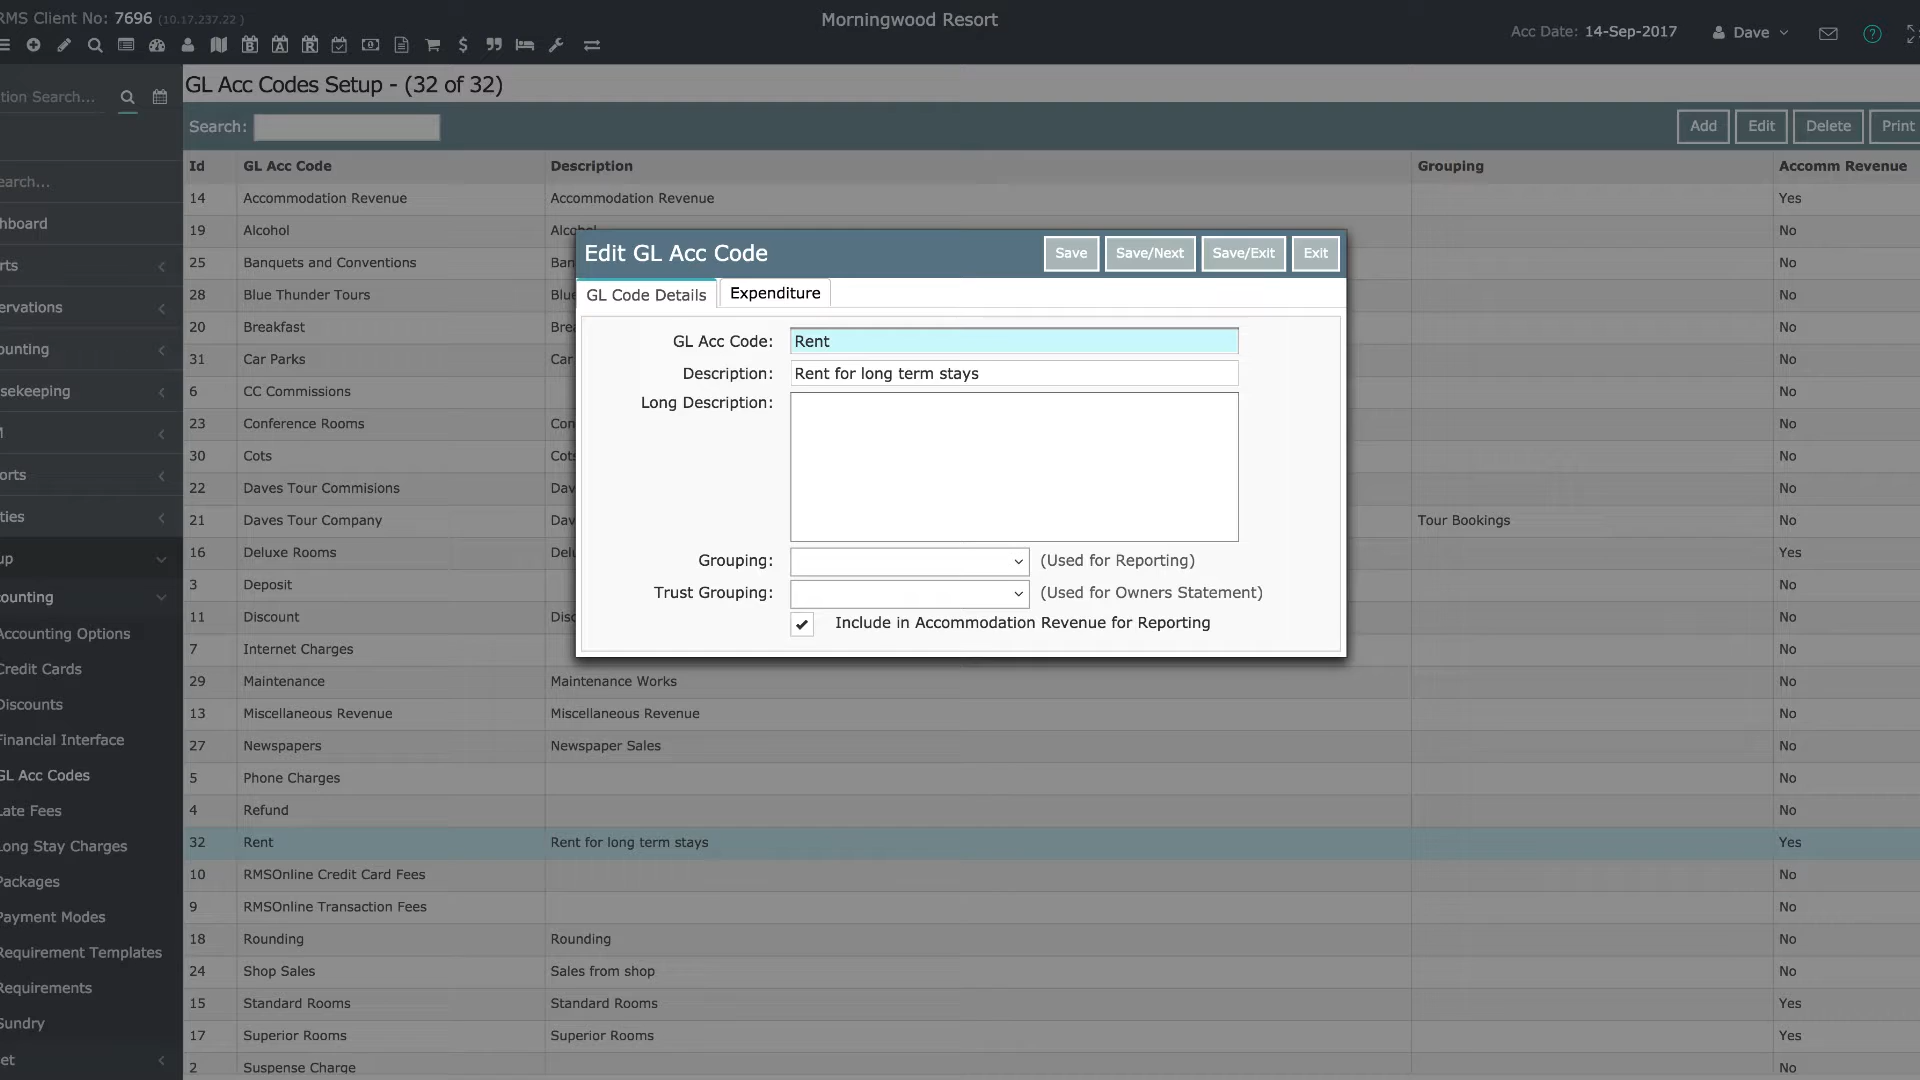 RMS Client No: 7696 (10.17.237.22 )
Morningwood Resort
Acc Date: 14-Sep-2017
Dave
tion Search...
earch...
hboard
rts
ervations
ounting
sekeeping
M
orts
ties
up
ounting
Accounting Options
Credit Cards
Discounts
Financial Interface
GL Acc Codes
Late Fees
Long Stay Charges
Packages
Payment Modes
Requirement Templates
Requirements
Sundry
et
GL Acc Codes Setup - (32 of 32)
Search:
Add Edit Delete Print
Id GL Acc Code Description Grouping Accomm Revenue
14 Accommodation Revenue Accommodation Revenue Yes
19 Alcohol Alcohol No
25 Banquets and Conventions Ban No
28 Blue Thunder Tours Blue No
20 Breakfast Brea No
31 Car Parks Car No
6 CC Commissions No
23 Conference Rooms Con No
30 Cots Cots No
22 Daves Tour Commisions Dav No
21 Daves Tour Company Dav Tour Bookings No
16 Deluxe Rooms Delu Yes
3 Deposit No
11 Discount Disc No
7 Internet Charges No
29 Maintenance Maintenance Works No
13 Miscellaneous Revenue Miscellaneous Revenue No
27 Newspapers Newspaper Sales No
5 Phone Charges No
4 Refund No
32 Rent Rent for long term stays Yes
10 RMSOnline Credit Card Fees No
9 RMSOnline Transaction Fees No
18 Rounding Rounding No
24 Shop Sales Sales from shop No
15 Standard Rooms Standard Rooms Yes
17 Superior Rooms Superior Rooms Yes
2 Suspense Charge No
Edit GL Acc Code
Save Save/Next Save/Exit Exit
GL Code Details Expenditure
GL Acc Code: Rent
Description: Rent for long term stays
Long Description:
Grouping: (Used for Reporting)
Trust Grouping: (Used for Owners Statement)
Include in Accommodation Revenue for Reporting